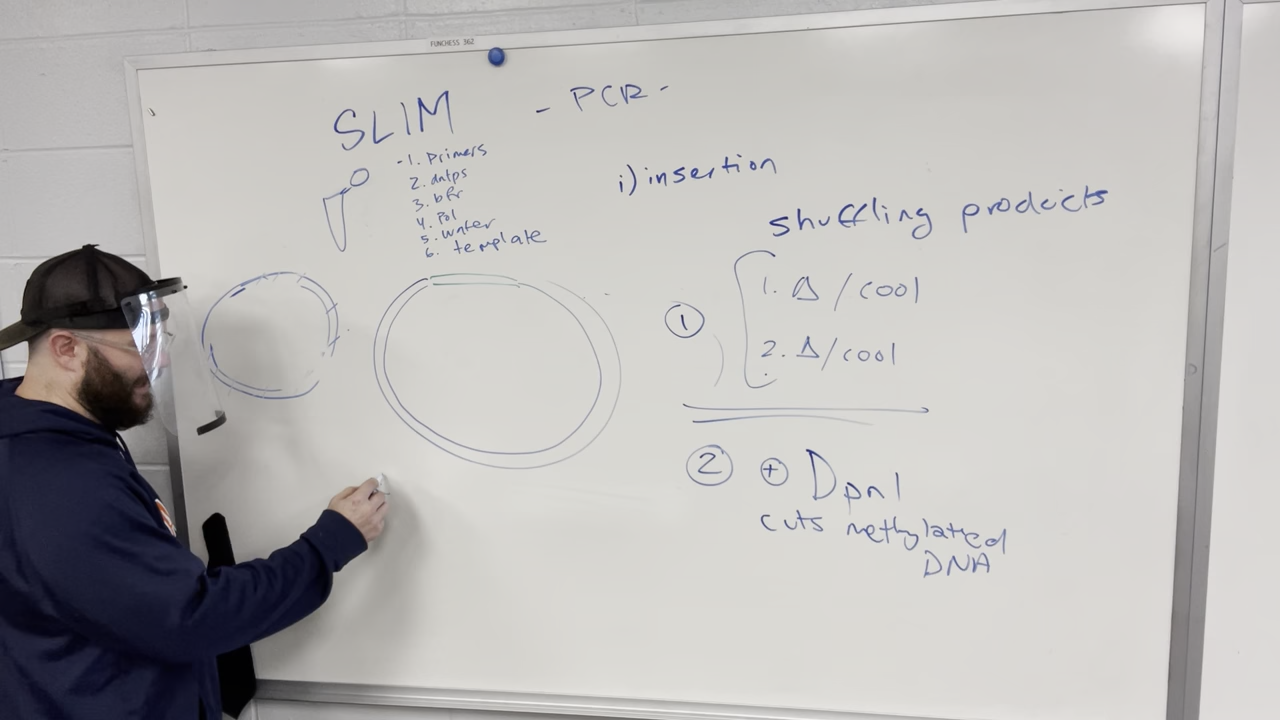 FUNCHESS 362
SLIM - PCR -
-1. Primers
2. dntps
3. bfr
4. Pol
5. water
6. template
i) insertion
shuffling products
1
1. Δ / cool
2. Δ/cool
2 + DpnI
cuts methylated
DNA